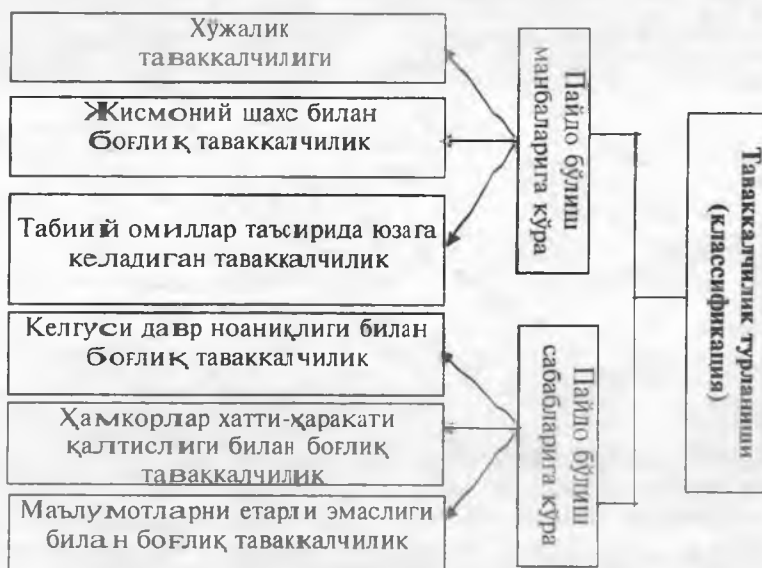 Хўжалик
таваккалчилиги
Жисмоний шахс билан
боғлиқ таваккалчилик
Табиий омиллар таъсирида юзага
келадиган таваккалчилик
Келгуси давр ноаниқлиги билан
боғлиқ таваккалчилик
Ҳамкорлар хатти-ҳаракати
қалтислиги билан боғлиқ
таваккалчилик
Маълумотларни етарли эмаслиги
билан боғлиқ таваккалчилик
Пайдо бўлиш
манбаларига кўра
Пайдо бўлиш
сабабларига кўра
Таваккалчилик турланиши
(классификация)